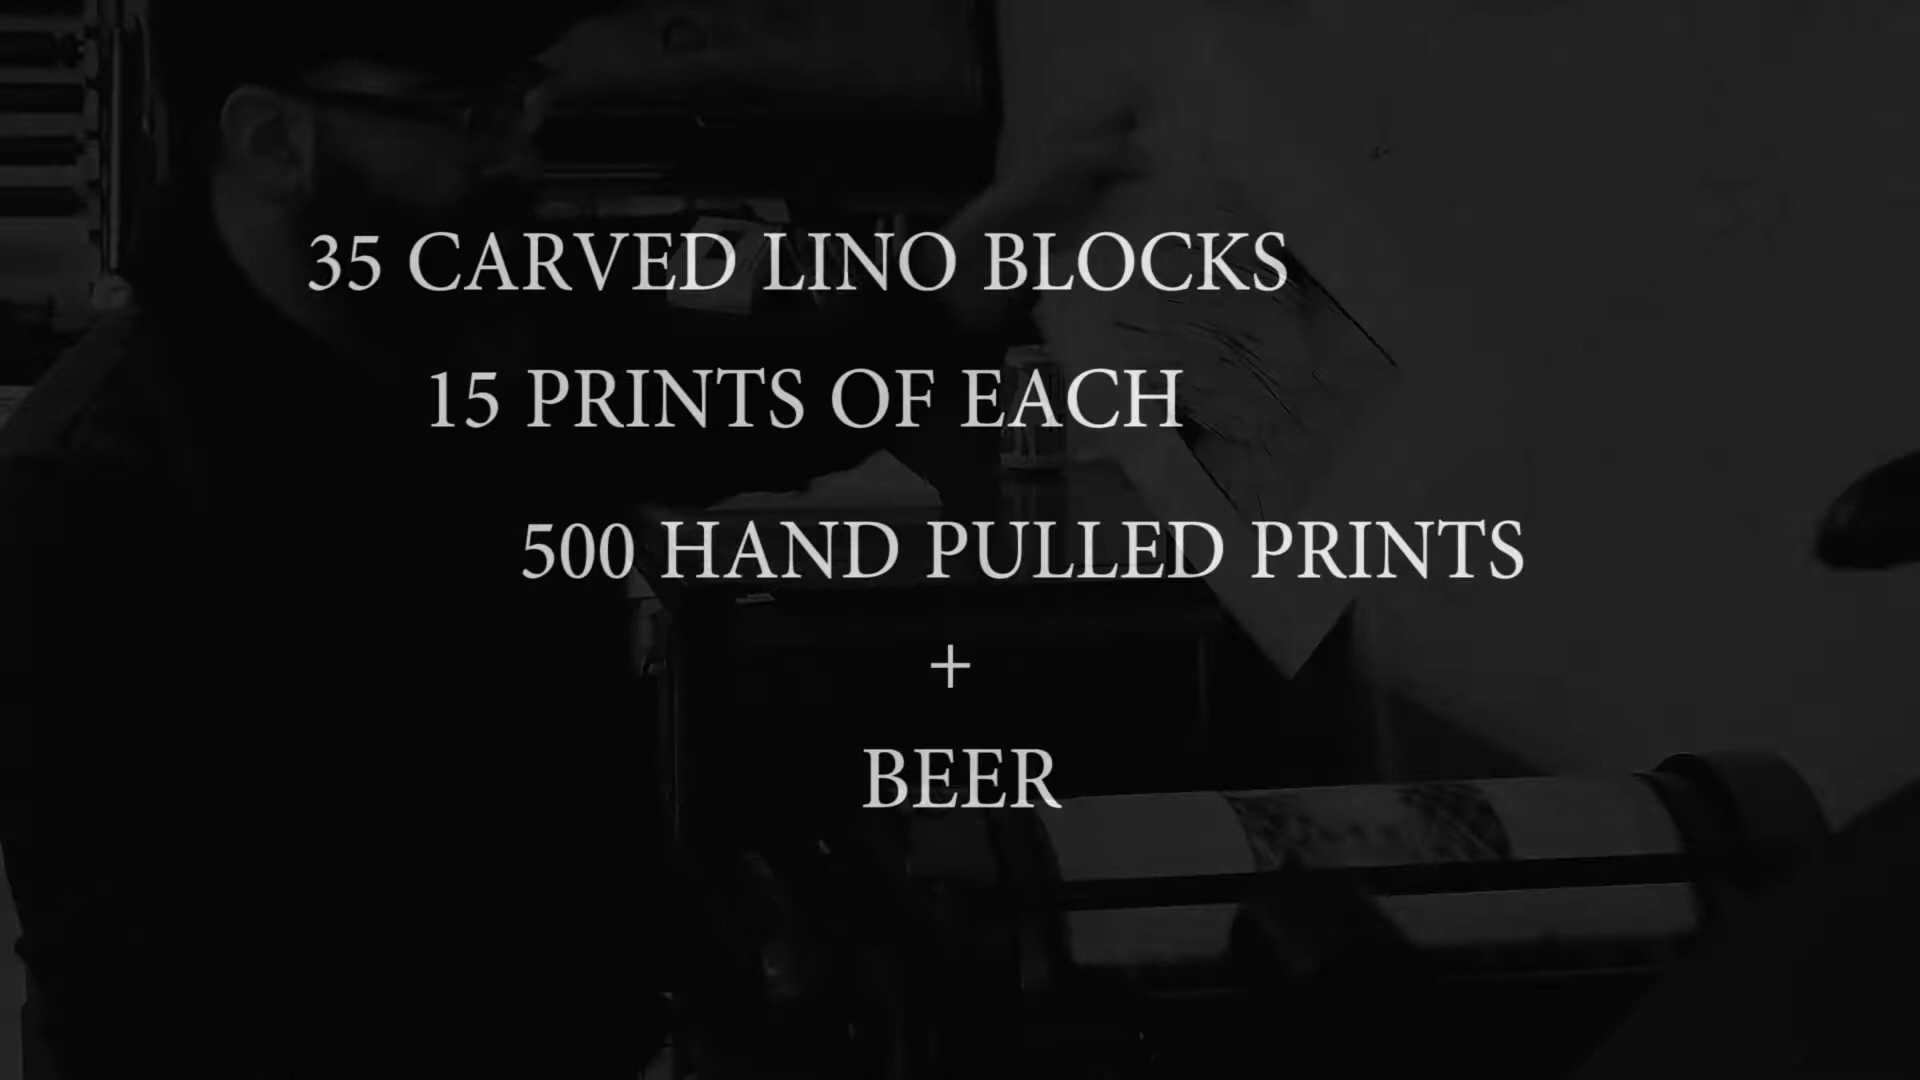 35 CARVED LINO BLOCKS
15 PRINTS OF EACH
500 HAND PULLED PRINTS
+
BEER